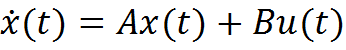 ẋ(t) = Ax(t) + Bu(t)